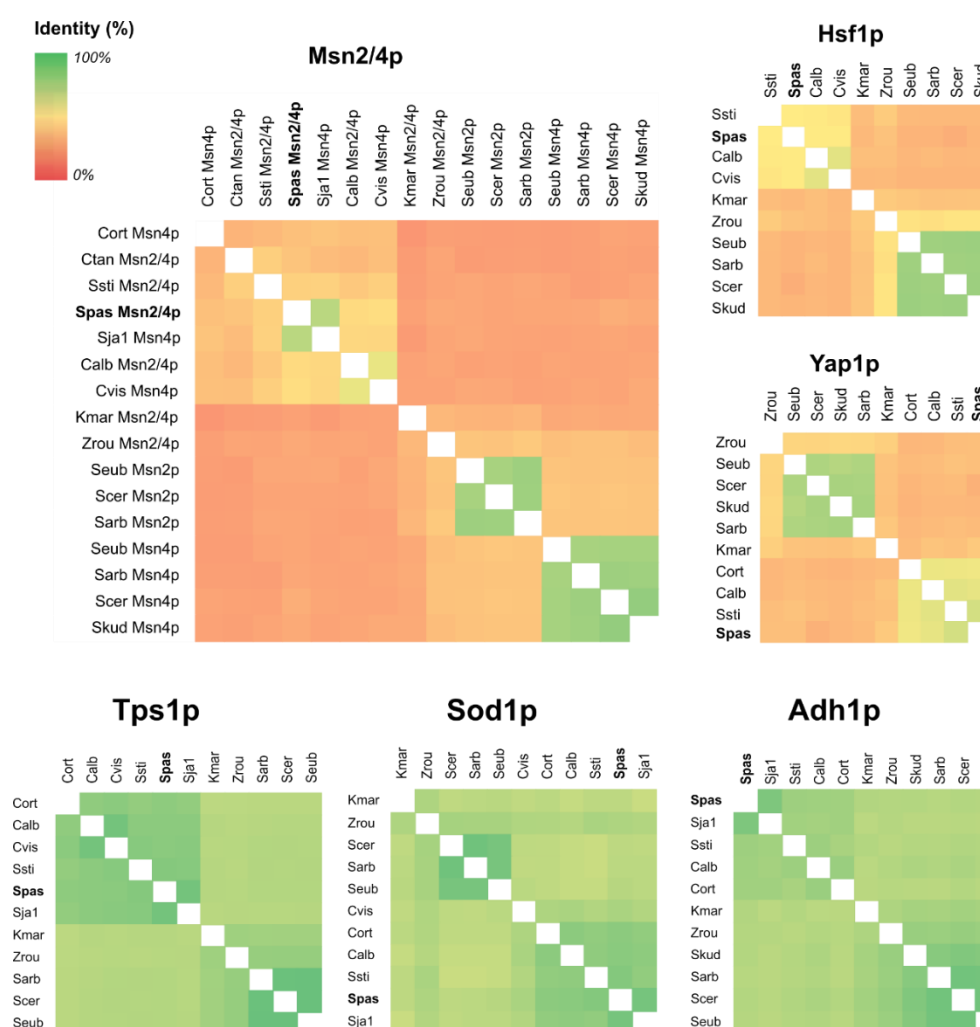 Identity (%)
100%
0%
Msn2/4p
Cort Msn4p
Ctan Msn2/4p
Ssti Msn2/4p
Spas Msn2/4p
Sja1 Msn4p
Calb Msn2/4p
Cvis Msn4p
Kmar Msn2/4p
Zrou Msn2/4p
Seub Msn2p
Scer Msn2p
Sarb Msn2p
Seub Msn4p
Sarb Msn4p
Scer Msn4p
Skud Msn4p
Cort Msn4p
Ctan Msn2/4p
Ssti Msn2/4p
Spas Msn2/4p
Sja1 Msn4p
Calb Msn2/4p
Cvis Msn4p
Kmar Msn2/4p
Zrou Msn2/4p
Seub Msn2p
Scer Msn2p
Sarb Msn2p
Seub Msn4p
Sarb Msn4p
Scer Msn4p
Skud Msn4p
Hsf1p
Ssti
Spas
Calb
Cvis
Kmar
Zrou
Seub
Sarb
Scer
Skud
Ssti
Spas
Calb
Cvis
Kmar
Zrou
Seub
Sarb
Scer
Skud
Yap1p
Zrou
Seub
Scer
Skud
Sarb
Kmar
Cort
Calb
Ssti
Spas
Zrou
Seub
Scer
Skud
Sarb
Kmar
Cort
Calb
Ssti
Spas
Tps1p
Cort
Calb
Cvis
Ssti
Spas
Sja1
Kmar
Zrou
Sarb
Scer
Seub
Cort
Calb
Cvis
Ssti
Spas
Sja1
Kmar
Zrou
Sarb
Scer
Seub
Sod1p
Kmar
Zrou
Scer
Sarb
Seub
Cvis
Cort
Calb
Ssti
Spas
Sja1
Kmar
Zrou
Scer
Sarb
Seub
Cvis
Cort
Calb
Ssti
Spas
Sja1
Adh1p
Spas
Sja1
Ssti
Calb
Cort
Kmar
Zrou
Skud
Sarb
Scer
Spas
Sja1
Ssti
Calb
Cort
Kmar
Zrou
Skud
Sarb
Scer
Seub